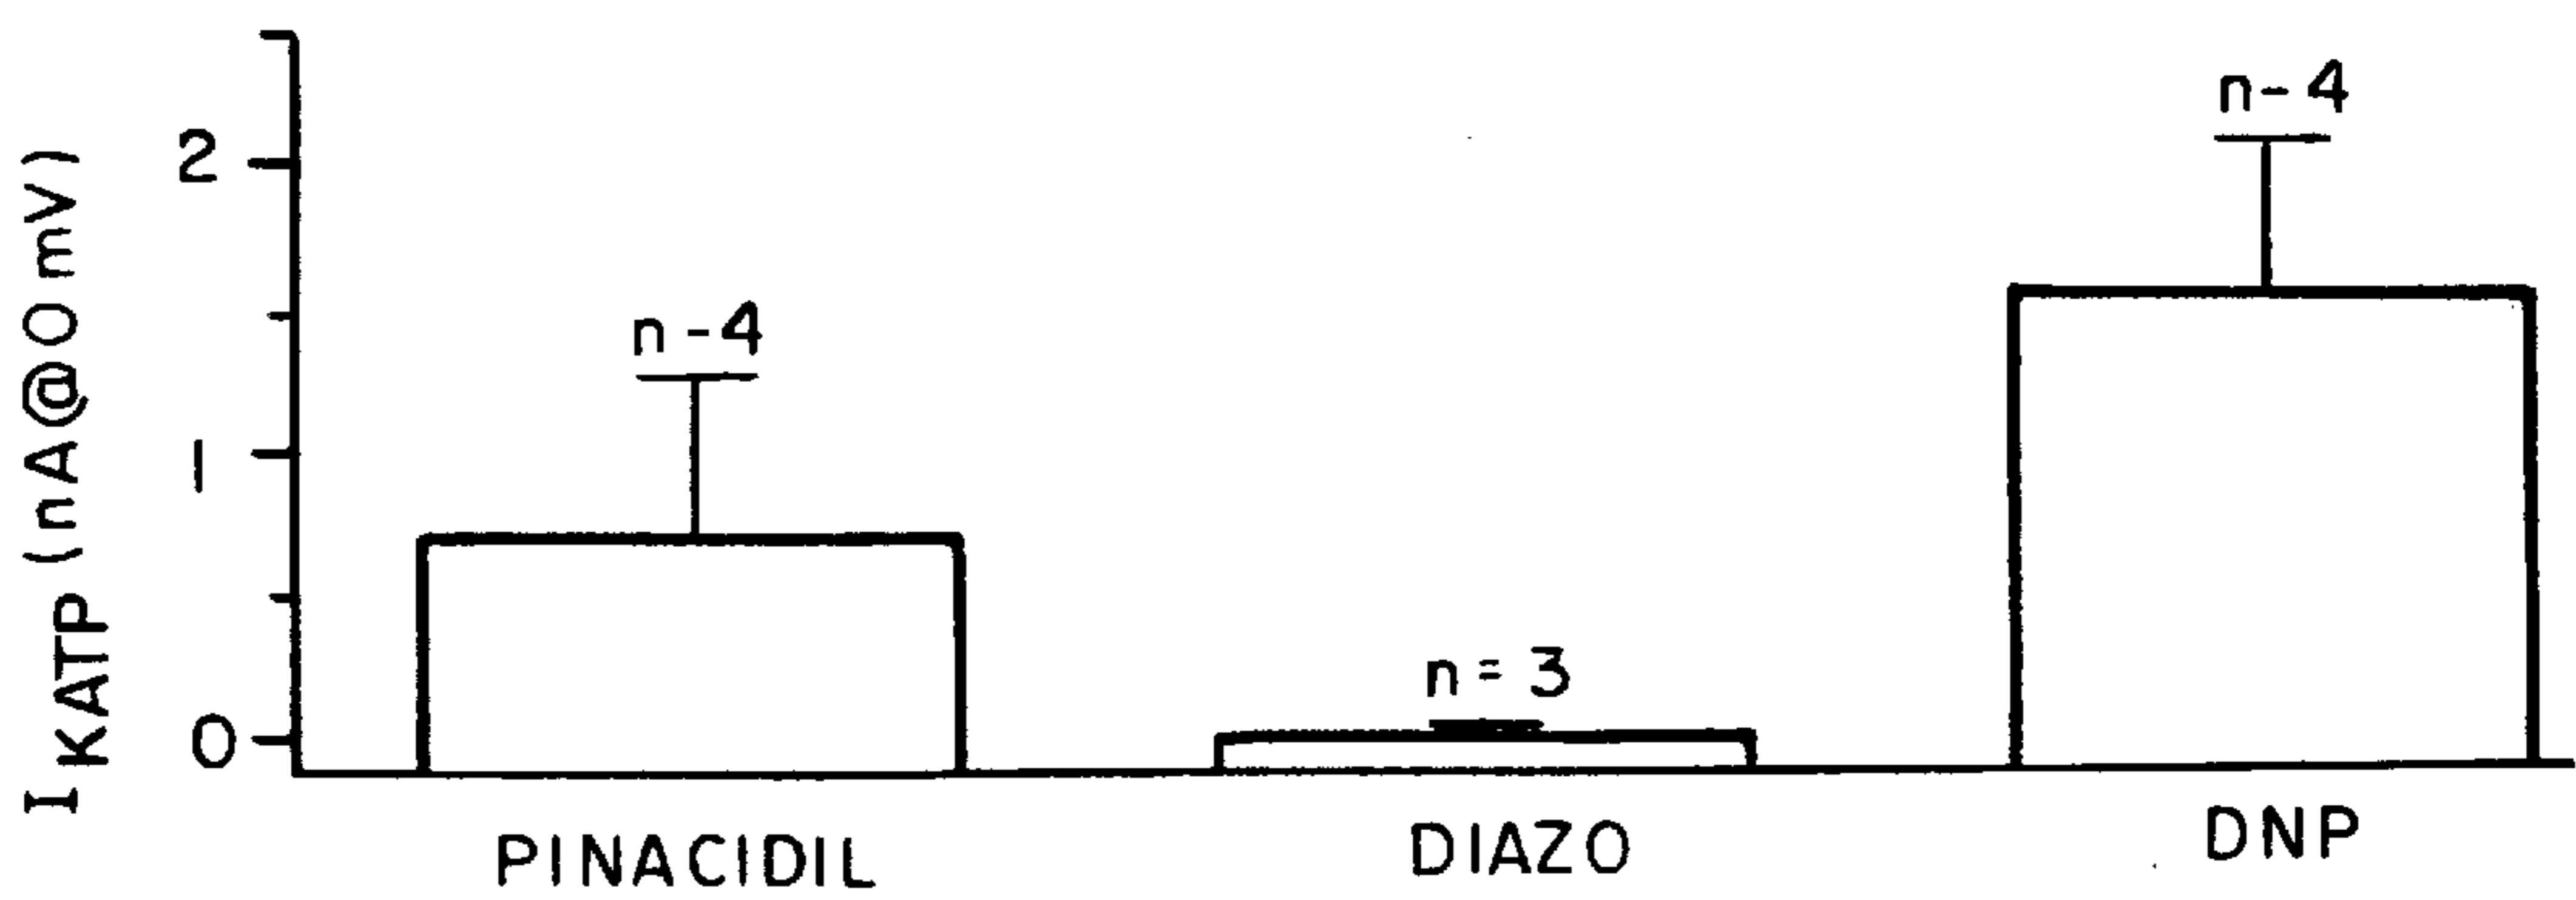 I KATP (nA@0mV)
2
1
0
n-4
n=3
n-4
PINACIDIL
DIAZO
DNP